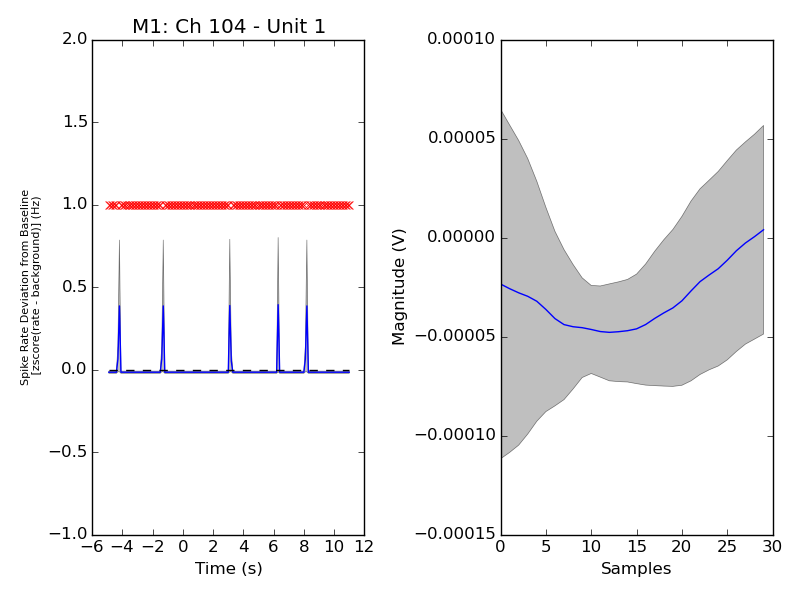 M1: Ch 104 - Unit 1
2.0
1.5
1.0
0.5
0.0
−0.5
−1.0
−6 −4 −2 0 2 4 6 8 10 12
Time (s)
Spike Rate Deviation from Baseline
[zscore(rate - background)] (Hz)
0.00010
0.00005
0.00000
−0.00005
−0.00010
−0.00015
0 5 10 15 20 25 30
Samples
Magnitude (V)